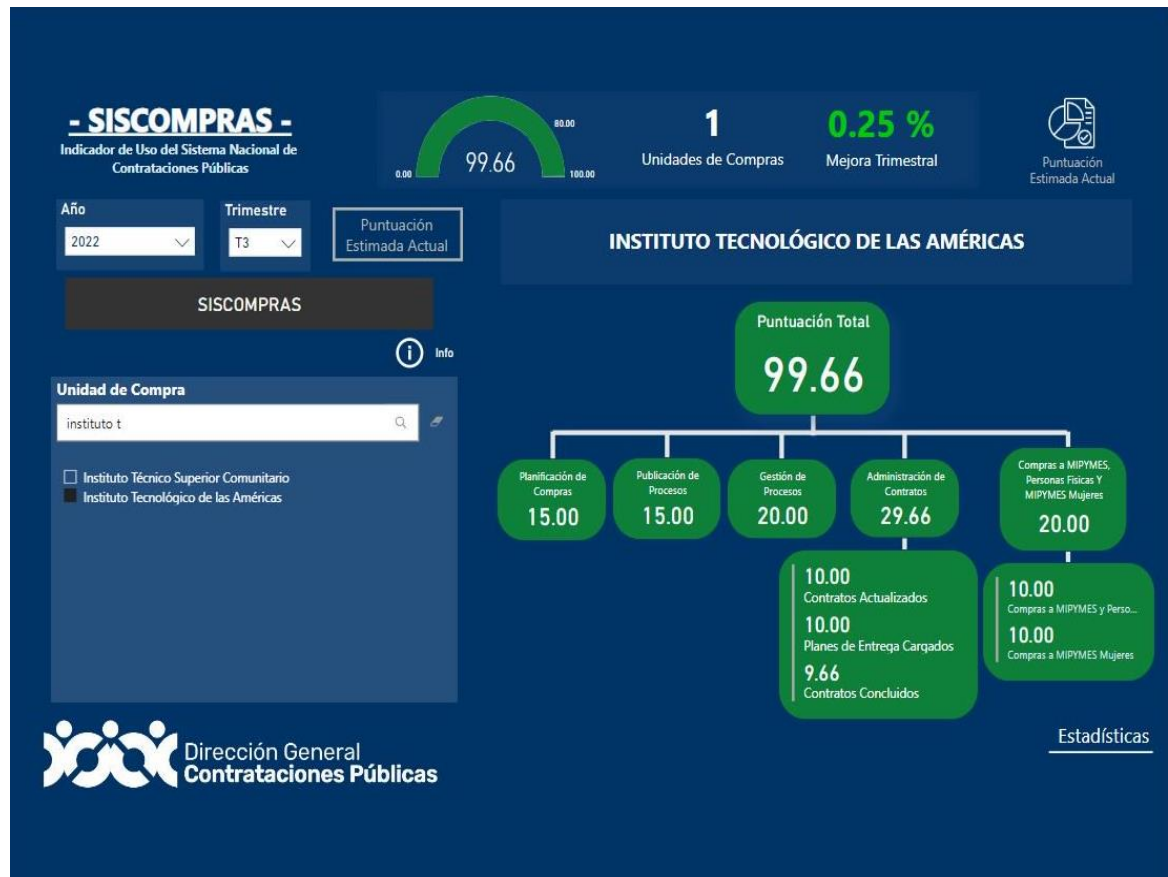 - SISCOMPRAS -
Indicador de Uso del Sistema Nacional de
Contrataciones Públicas
0.00
99.66
80.00
100.00
1
Unidades de Compras
0.25 %
Mejora Trimestral
Puntuación
Estimada Actual
Año
2022
Trimestre
T3
Puntuación
Estimada Actual
INSTITUTO TECNOLÓGICO DE LAS AMÉRICAS
SISCOMPRAS
Info
Unidad de Compra
instituto t
Instituto Técnico Superior Comunitario
Instituto Tecnológico de las Américas
Puntuación Total
99.66
Planificación de
Compras
15.00
Publicación de
Procesos
15.00
Gestión de
Procesos
20.00
Administración de
Contratos
29.66
Compras a MIPYMES,
Personas Fisicas Y
MIPYMES Mujeres
20.00
10.00
Contratos Actualizados
10.00
Planes de Entrega Cargados
9.66
Contratos Concluidos
10.00
Compras a MIPYMES y Perso...
10.00
Compras a MIPYMES Mujeres
Estadísticas
Dirección General
Contrataciones Públicas